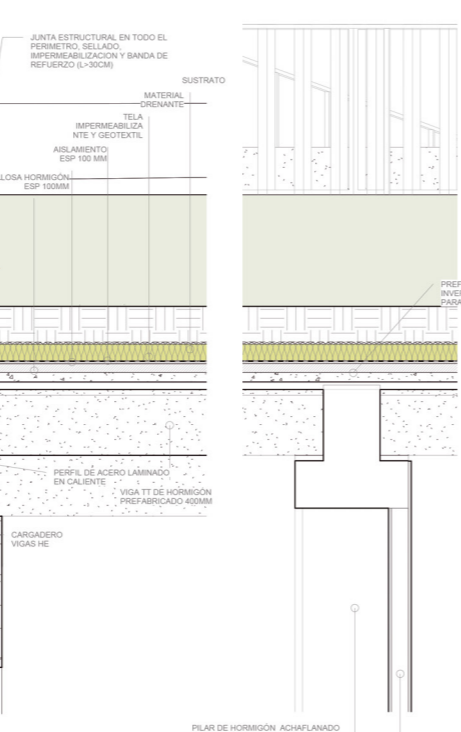 JUNTA ESTRUCTURAL EN TODO EL
PERIMETRO, SELLADO,
IMPERMEABILIZACION Y BANDA DE
REFUERZO (L>30CM)
SUSTRATO
MATERIAL
DRENANTE
TELA
IMPERMEABILIZA
NTE Y GEOTEXTIL
AISLAMIENTO
ESP 100 MM
LOSA HORMIGÓN
ESP 100MM
PREF
INVE
PARA
PERFIL DE ACERO LAMINADO
EN CALIENTE
VIGA TT DE HORMIGÓN
PREFABRICADO 400MM
CARGADERO
VIGAS HE
PILAR DE HORMIGÓN ACHAFLANADO